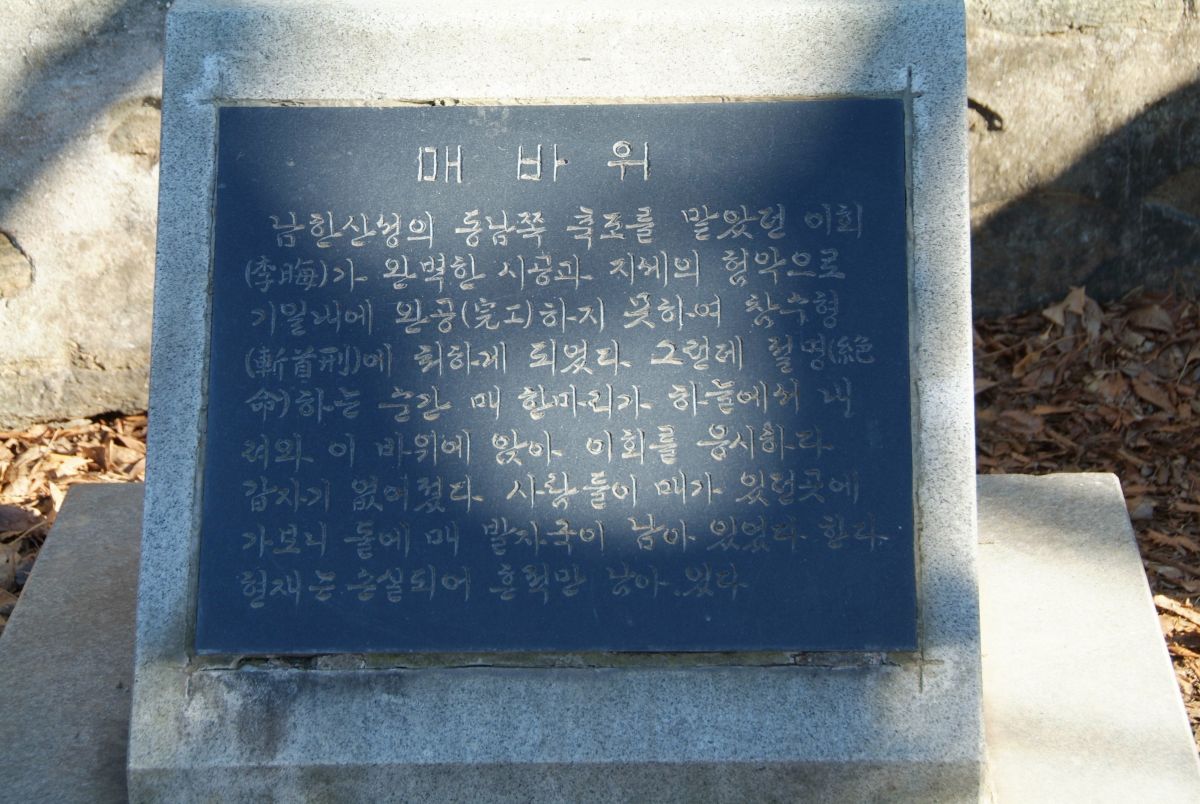 매 바 위
남한산성의 동남쪽 축조를 맡았던 이회
(李晦)가 완벽한 시공과 지세의 험악으로
기일내에 완공(完工)하지 못하여 참수형
(斬首刑)에 쳐하게 되었다 그런데 절명(絶
命)하는 순간 매 한마리가 하늘에서 내
려와 이 바위에 앉아 이회를 응시하다
갑자기 없어졌다 사람들이 매가 있던곳에
가보니 돌에 매 발자국이 남아 있었다 한다
현재는 손실되어 흔적만 남아 있다